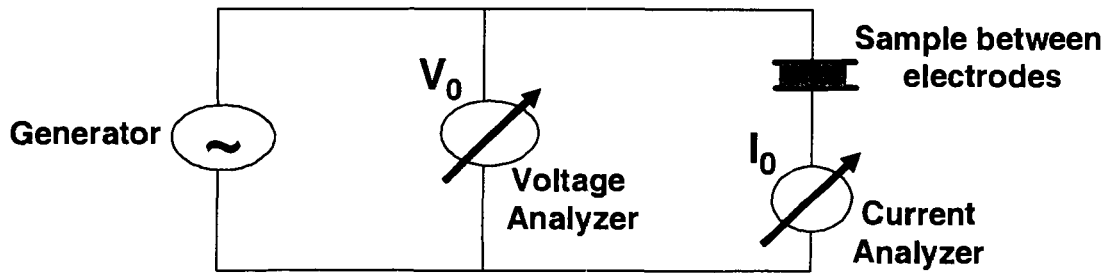 Sample between
electrodes
V₀
Generator
~
I₀
Voltage
Analyzer
Current
Analyzer